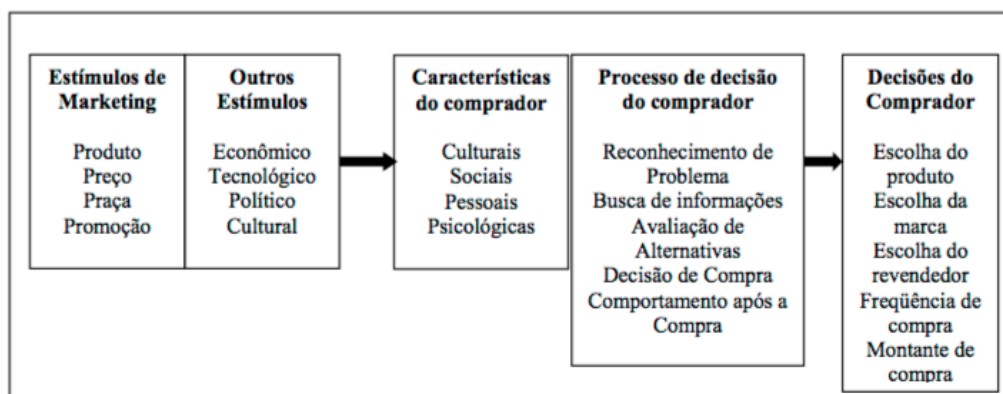 Estímulos de
Marketing
Produto
Preço
Praça
Promoção
Outros
Estímulos
Econômico
Tecnológico
Político
Cultural
Características
do comprador
Culturais
Sociais
Pessoais
Psicológicas
Processo de decisão
do comprador
Reconhecimento de
Problema
Busca de informações
Avaliação de
Alternativas
Decisão de Compra
Comportamento após a
Compra
Decisões do
Comprador
Escolha do
produto
Escolha da
marca
Escolha do
revendedor
Freqüência de
compra
Montante de
compra